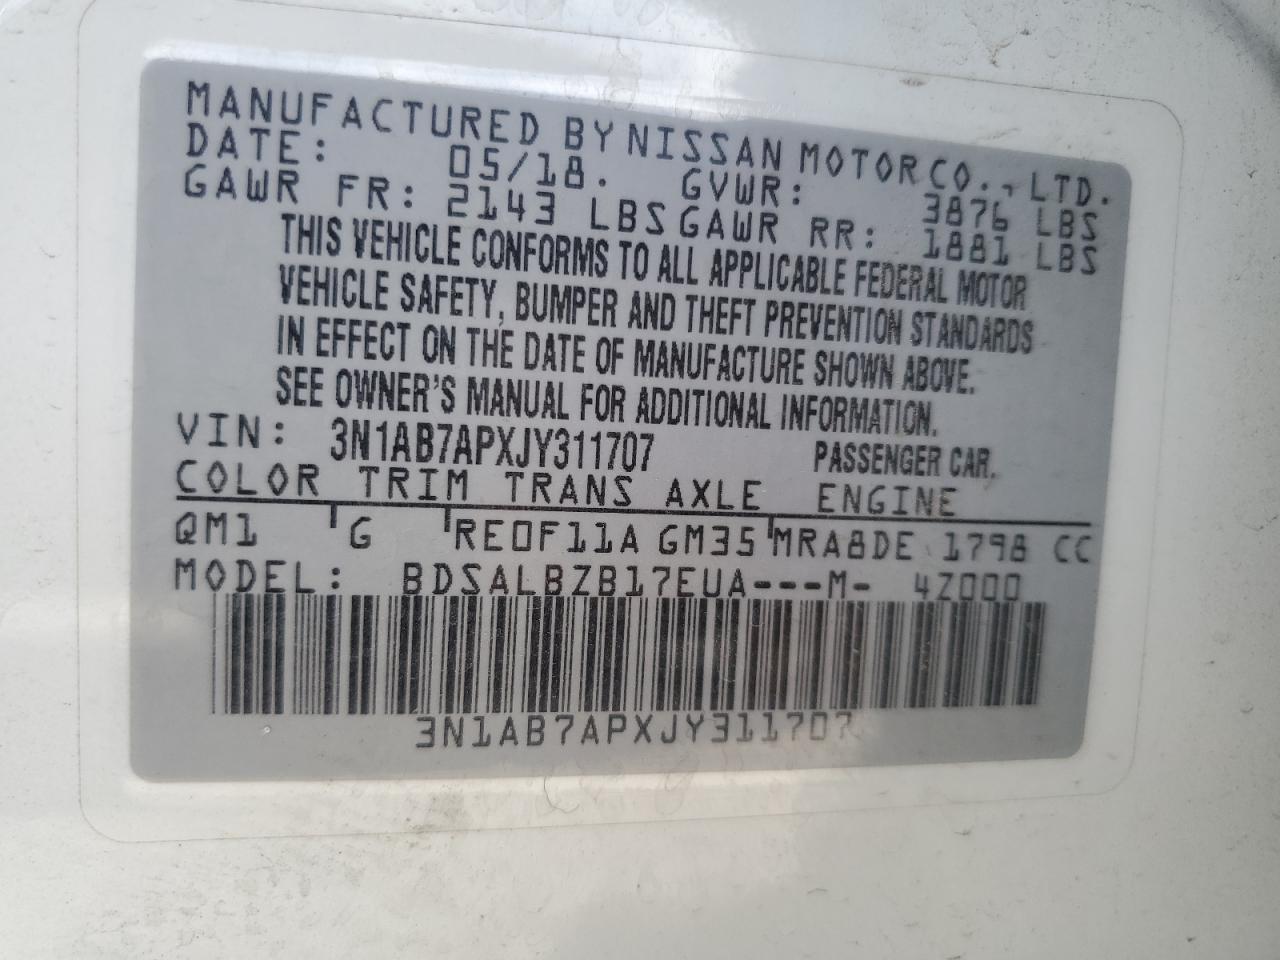 MANUFACTURED BY NISSAN MOTOR CO., LTD.
DATE: 05/18. GVWR: 3876 LBS
GAWR FR: 2143 LBS GAWR RR: 1881 LBS
THIS VEHICLE CONFORMS TO ALL APPLICABLE FEDERAL MOTOR
VEHICLE SAFETY, BUMPER AND THEFT PREVENTION STANDARDS
IN EFFECT ON THE DATE OF MANUFACTURE SHOWN ABOVE.
SEE OWNER'S MANUAL FOR ADDITIONAL INFORMATION.
VIN: 3N1AB7APXJY311707 PASSENGER CAR.
COLOR TRIM TRANS AXLE ENGINE
QM1 G RE0F11A GM35 MRA8DE 1798 CC
MODEL: BDSALBZB17EUA---M- 4Z000
3N1AB7APXJY311707